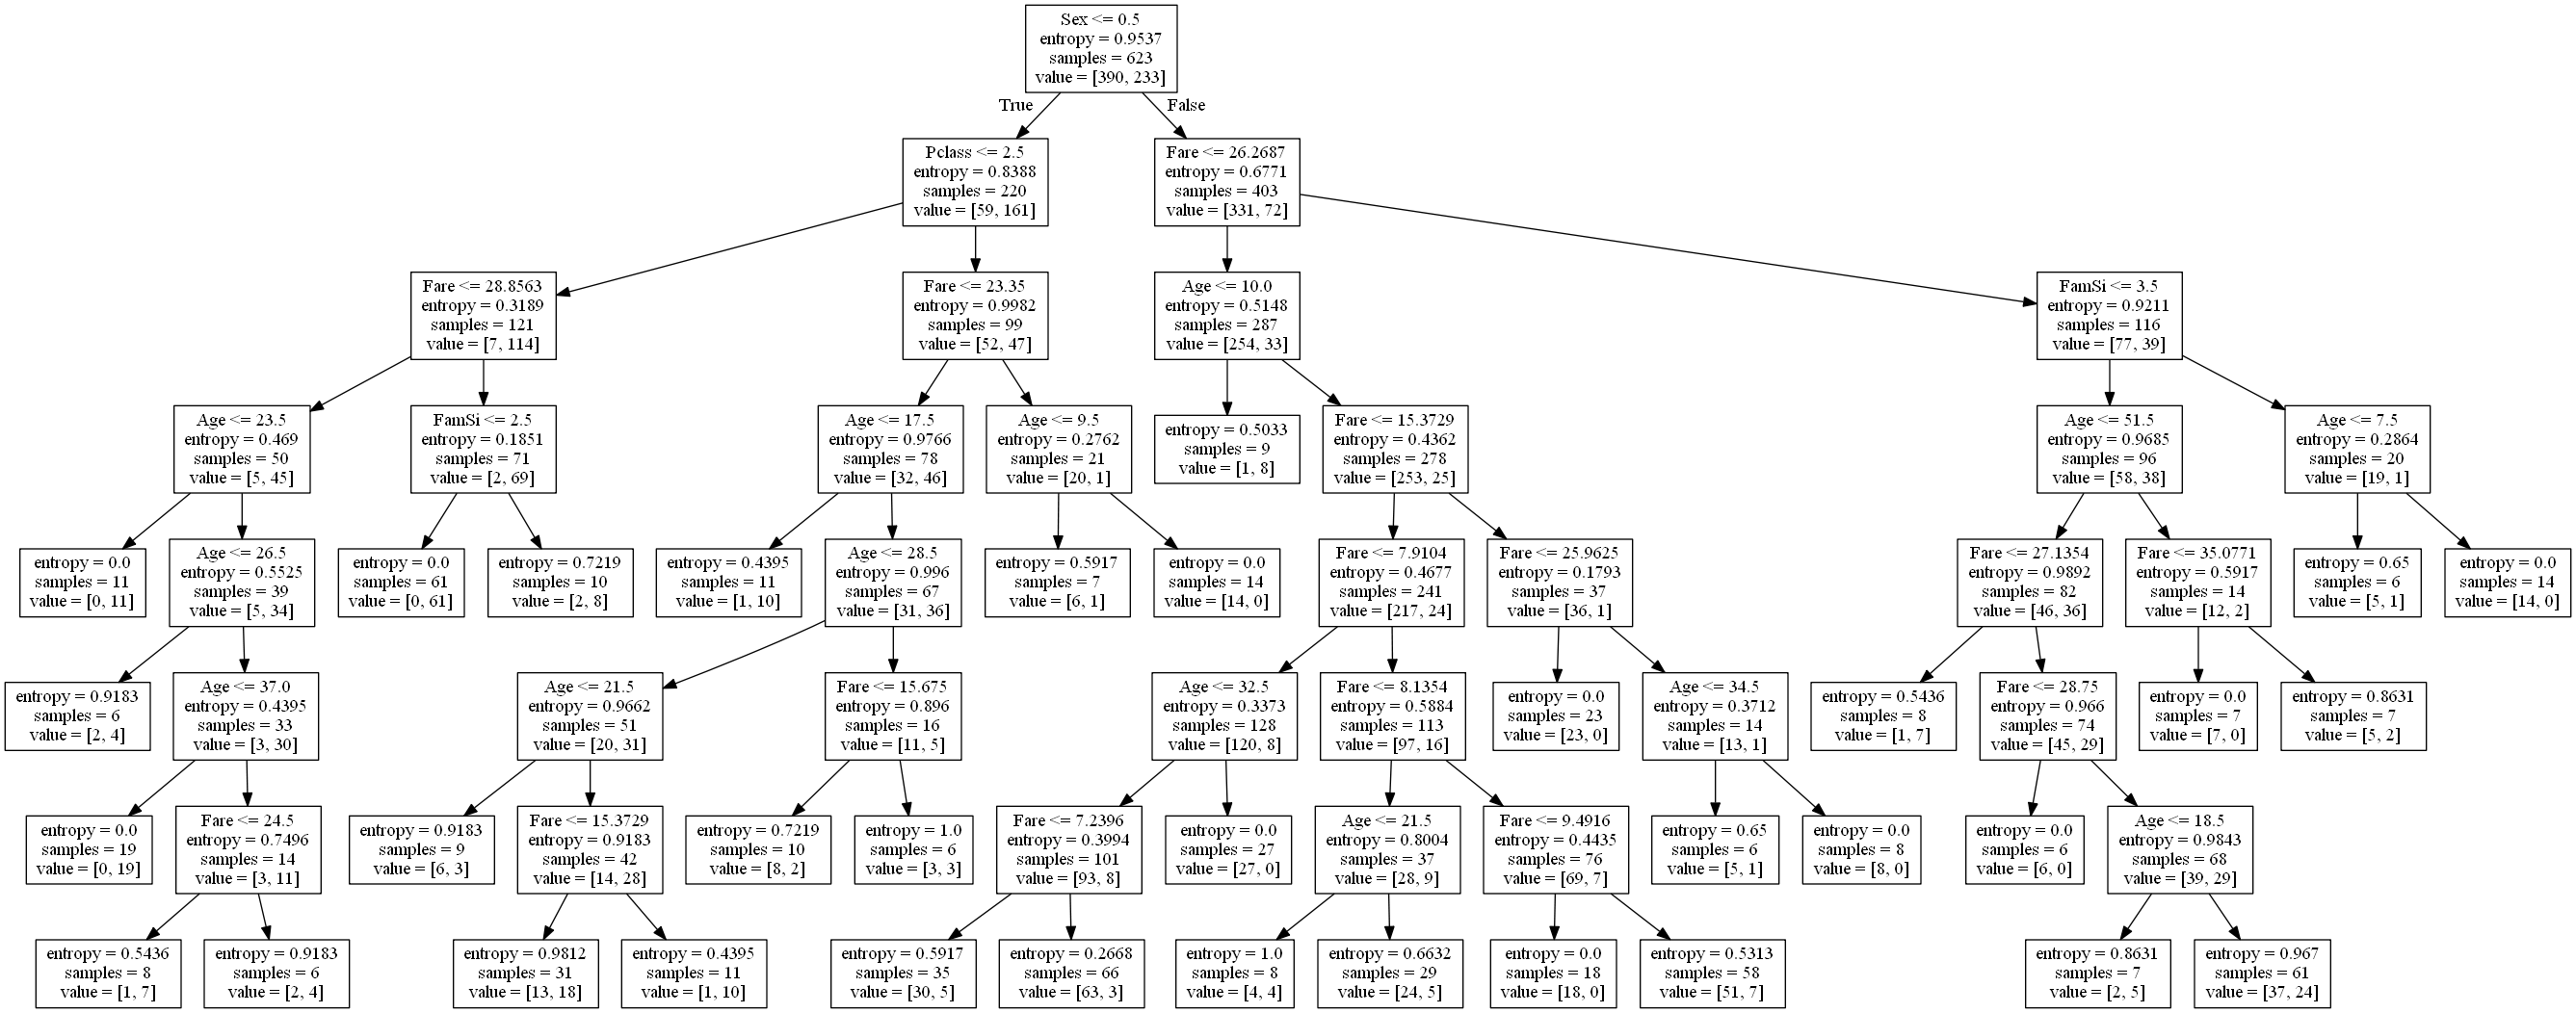 Sex <= 0.5
entropy = 0.9537
samples = 623
value = [390, 233]
True
False
Pclass <= 2.5
entropy = 0.8388
samples = 220
value = [59, 161]
Fare <= 26.2687
entropy = 0.6771
samples = 403
value = [331, 72]
Fare <= 28.8563
entropy = 0.3189
samples = 121
value = [7, 114]
Fare <= 23.35
entropy = 0.9982
samples = 99
value = [52, 47]
Age <= 10.0
entropy = 0.5148
samples = 287
value = [254, 33]
FamSi <= 3.5
entropy = 0.9211
samples = 116
value = [77, 39]
Age <= 23.5
entropy = 0.469
samples = 50
value = [5, 45]
FamSi <= 2.5
entropy = 0.1851
samples = 71
value = [2, 69]
Age <= 17.5
entropy = 0.9766
samples = 78
value = [32, 46]
Age <= 9.5
entropy = 0.2762
samples = 21
value = [20, 1]
entropy = 0.5033
samples = 9
value = [1, 8]
Fare <= 15.3729
entropy = 0.4362
samples = 278
value = [253, 25]
Age <= 51.5
entropy = 0.9685
samples = 96
value = [58, 38]
Age <= 7.5
entropy = 0.2864
samples = 20
value = [19, 1]
entropy = 0.0
samples = 11
value = [0, 11]
Age <= 26.5
entropy = 0.5525
samples = 39
value = [5, 34]
entropy = 0.0
samples = 61
value = [0, 61]
entropy = 0.7219
samples = 10
value = [2, 8]
entropy = 0.4395
samples = 11
value = [1, 10]
Age <= 28.5
entropy = 0.996
samples = 67
value = [31, 36]
entropy = 0.5917
samples = 7
value = [6, 1]
entropy = 0.0
samples = 14
value = [14, 0]
Fare <= 7.9104
entropy = 0.4677
samples = 241
value = [217, 24]
Fare <= 25.9625
entropy = 0.1793
samples = 37
value = [36, 1]
Fare <= 27.1354
entropy = 0.9892
samples = 82
value = [46, 36]
Fare <= 35.0771
entropy = 0.5917
samples = 14
value = [12, 2]
entropy = 0.65
samples = 6
value = [5, 1]
entropy = 0.0
samples = 14
value = [14, 0]
entropy = 0.9183
samples = 6
value = [2, 4]
Age <= 37.0
entropy = 0.4395
samples = 33
value = [3, 30]
Age <= 21.5
entropy = 0.9662
samples = 51
value = [20, 31]
Fare <= 15.675
entropy = 0.896
samples = 16
value = [11, 5]
Age <= 32.5
entropy = 0.3373
samples = 128
value = [120, 8]
Fare <= 8.1354
entropy = 0.5884
samples = 113
value = [97, 16]
entropy = 0.0
samples = 23
value = [23, 0]
Age <= 34.5
entropy = 0.3712
samples = 14
value = [13, 1]
entropy = 0.5436
samples = 8
value = [1, 7]
Fare <= 28.75
entropy = 0.966
samples = 74
value = [45, 29]
entropy = 0.0
samples = 7
value = [7, 0]
entropy = 0.8631
samples = 7
value = [5, 2]
entropy = 0.0
samples = 19
value = [0, 19]
Fare <= 24.5
entropy = 0.7496
samples = 14
value = [3, 11]
entropy = 0.9183
samples = 9
value = [6, 3]
Fare <= 15.3729
entropy = 0.9183
samples = 42
value = [14, 28]
entropy = 0.7219
samples = 10
value = [8, 2]
entropy = 1.0
samples = 6
value = [3, 3]
Fare <= 7.2396
entropy = 0.3994
samples = 101
value = [93, 8]
entropy = 0.0
samples = 27
value = [27, 0]
Age <= 21.5
entropy = 0.8004
samples = 37
value = [28, 9]
Fare <= 9.4916
entropy = 0.4435
samples = 76
value = [69, 7]
entropy = 0.65
samples = 6
value = [5, 1]
entropy = 0.0
samples = 8
value = [8, 0]
entropy = 0.0
samples = 6
value = [6, 0]
Age <= 18.5
entropy = 0.9843
samples = 68
value = [39, 29]
entropy = 0.5436
samples = 8
value = [1, 7]
entropy = 0.9183
samples = 6
value = [2, 4]
entropy = 0.9812
samples = 31
value = [13, 18]
entropy = 0.4395
samples = 11
value = [1, 10]
entropy = 0.5917
samples = 35
value = [30, 5]
entropy = 0.2668
samples = 66
value = [63, 3]
entropy = 1.0
samples = 8
value = [4, 4]
entropy = 0.6632
samples = 29
value = [24, 5]
entropy = 0.0
samples = 18
value = [18, 0]
entropy = 0.5313
samples = 58
value = [51, 7]
entropy = 0.8631
samples = 7
value = [2, 5]
entropy = 0.967
samples = 61
value = [37, 24]